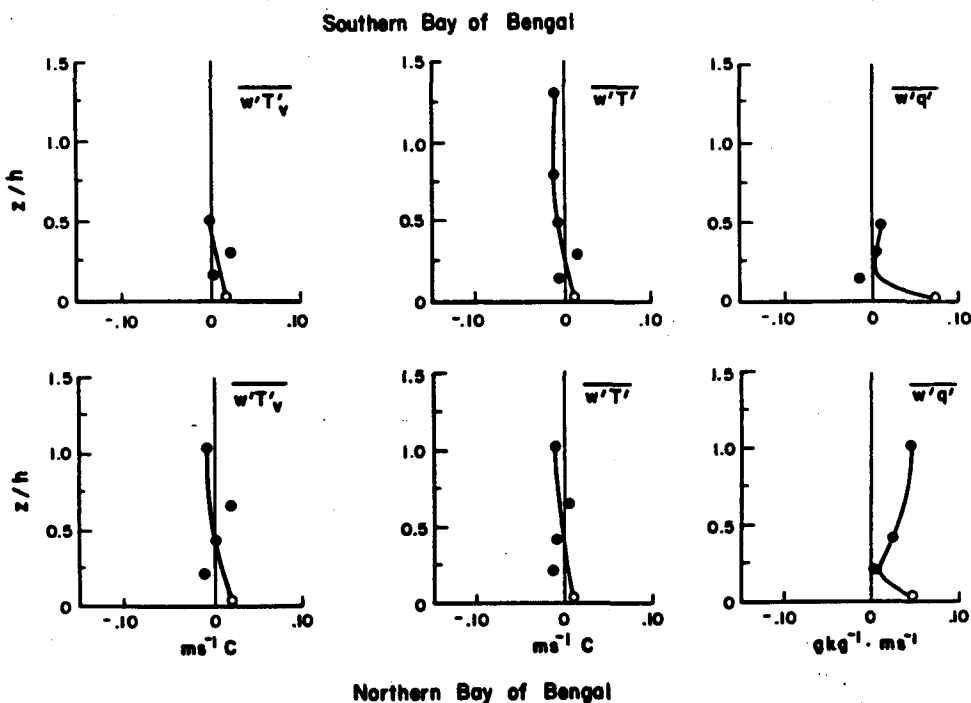 Southern Bay of Bengal
1.5 1.5 1.5
w'T'v w'T' w'q'
1.0 1.0 1.0
z/h
0.5 0.5 0.5
0 0 0
-.10 0 .10 -.10 0 .10 -.10 0 .10
1.5 1.5 1.5
w'T'v w'T' w'q'
1.0 1.0 1.0
z/h
0.5 0.5 0.5
0 0 0
-.10 0 .10 -.10 0 .10 -.10 0 .10
ms⁻¹ C ms⁻¹ C gkg⁻¹ · ms⁻¹
Northern Bay of Bengal